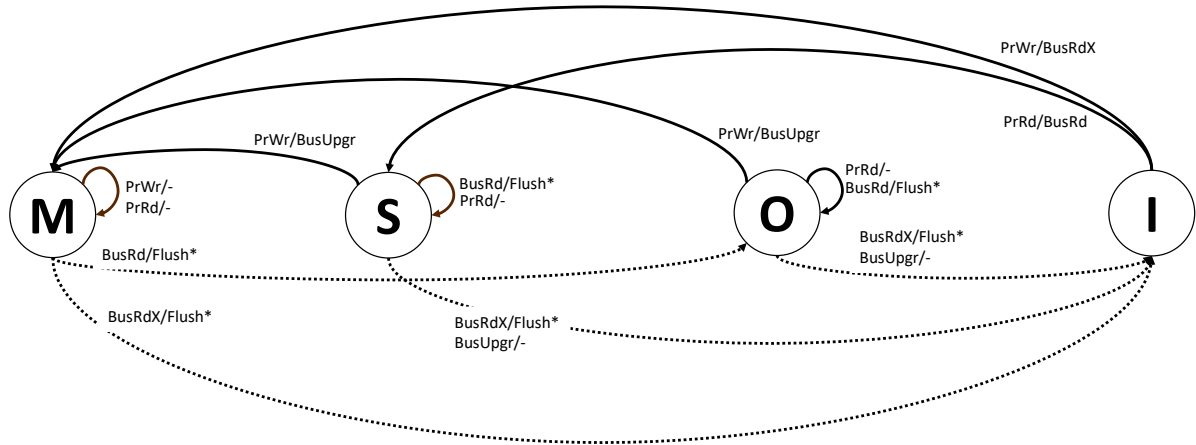 PrWr/BusRdX
PrRd/BusRd
PrWr/BusUpgr
PrWr/BusUpgr
M
PrWr/-
PrRd/-
S
BusRd/Flush*
PrRd/-
O
PrRd/-
BusRd/Flush*
I
BusRd/Flush*
BusRdX/Flush*
BusUpgr/-
BusRdX/Flush*
BusRdX/Flush*
BusUpgr/-